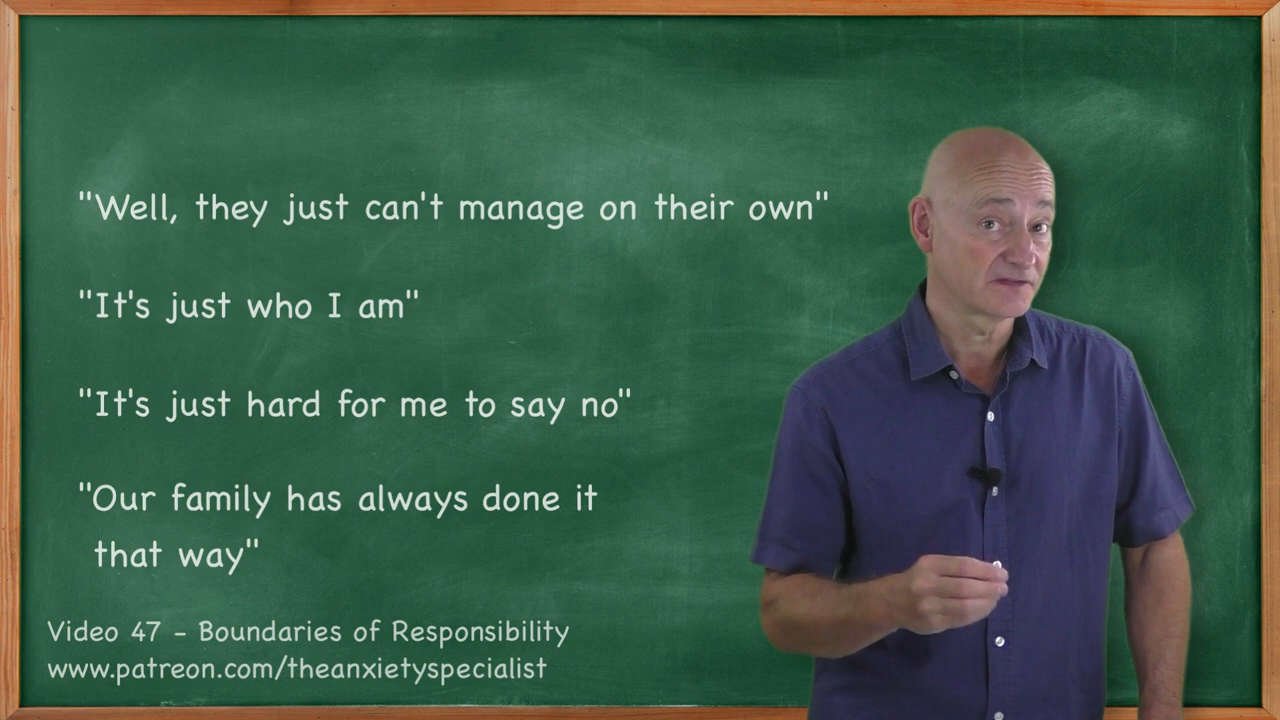 "Well, they just can't manage on their own"
"It's just who I am"
"It's just hard for me to say no"
"Our family has always done it
that way"
Video 47 - Boundaries of Responsibility
www.patreon.com/theanxietyspecialist